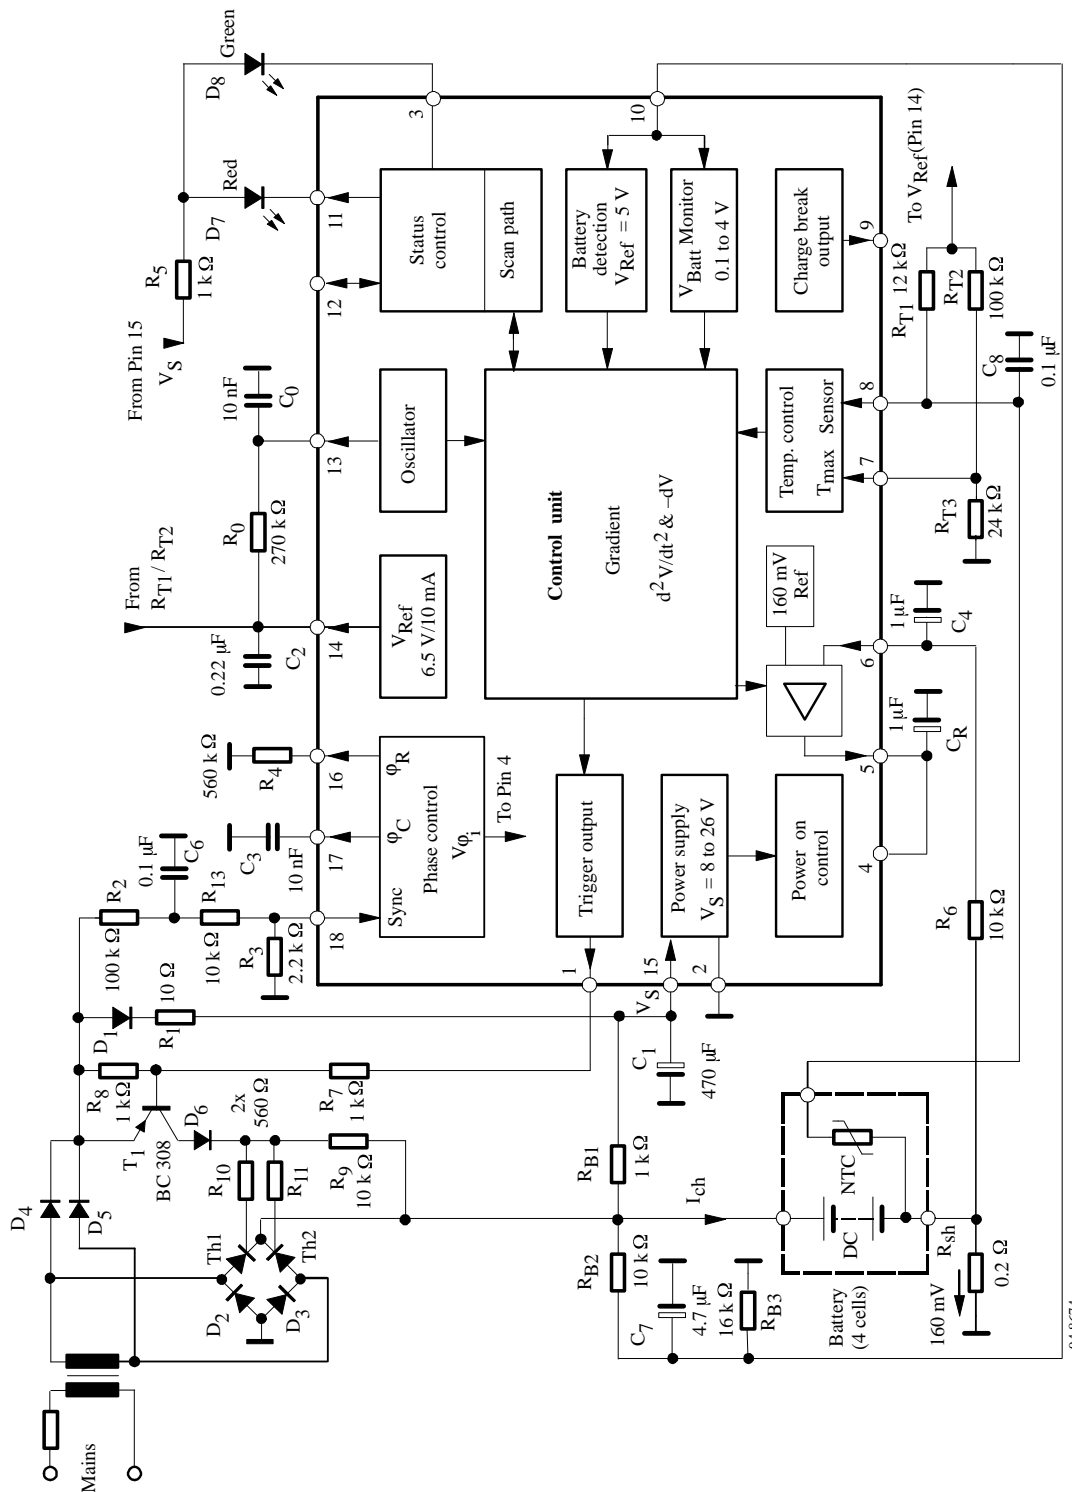 Mains
D4
D5
Th1
Th2
D2
D3
T1
BC 308
D6
R8
1 kΩ
2x
560 Ω
R10
R11
R7
1 kΩ
R9
10 kΩ
D1
R1
10 Ω
R2
100 kΩ
0.1 µF
C6
R13
10 kΩ
R3
2.2 kΩ
C3
10 nF
560 kΩ
R4
0.22 µF
C2
From
RT1/ RT2
R0
270 kΩ
10 nF
C0
From Pin 15
VS
R5
1 kΩ
D7
Red
D8
Green
18
17
16
14
13
12
11
3
Sync
φC
φR
Phase control
Vφi
To Pin 4
VRef
6.5 V/10 mA
Oscillator
Status
control
Scan path
Trigger output
1
Control unit
Gradient
d2V/dt2 & –dV
Battery
detection
VRef = 5 V
VBatt Monitor
0.1 to 4 V
10
VS
15
2
Power supply
VS = 8 to 26 V
Power on
control
160 mV
Ref
Temp. control
Tmax Sensor
Charge break
output
4
5
6
7
8
9
C1
470 µF
RB1
1 kΩ
Ich
RB2
10 kΩ
C7
4.7 µF
16 kΩ
RB3
NTC
DC
Battery
(4 cells)
Rsh
0.2 Ω
160 mV
R6
10 kΩ
1 µF
CR
1 µF
C4
RT3
24 kΩ
RT1
12 kΩ
RT2
100 kΩ
C8
0.1 µF
To VRef(Pin 14)